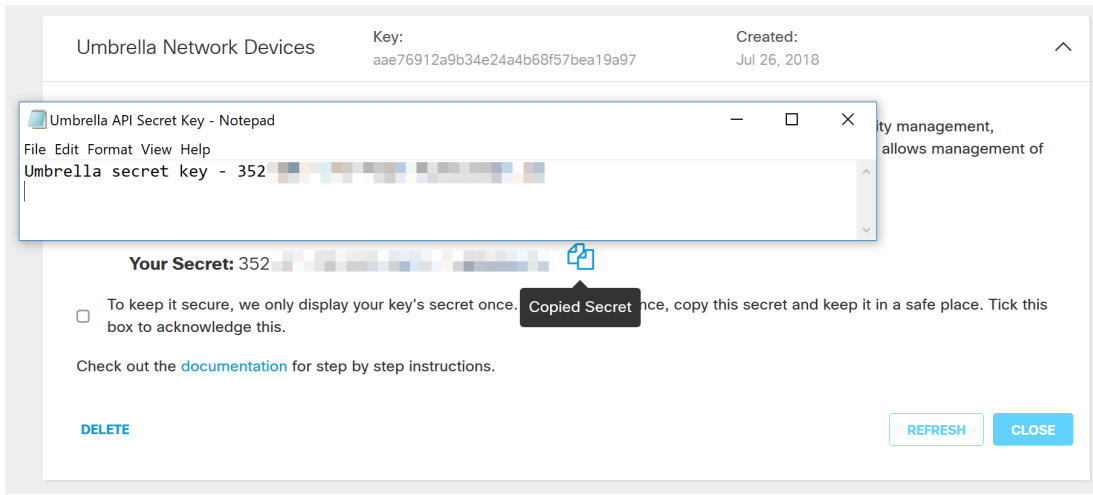 Umbrella Network Devices
Key:
aae76912a9b34e24a4b68f57bea19a97
Created:
Jul 26, 2018
Umbrella API Secret Key - Notepad
File Edit Format View Help
Umbrella secret key - 352
ity management,
allows management of
Your Secret: 352
Copied Secret
To keep it secure, we only display your key's secret once. nce, copy this secret and keep it in a safe place. Tick this
box to acknowledge this.
Check out the documentation for step by step instructions.
DELETE
REFRESH
CLOSE